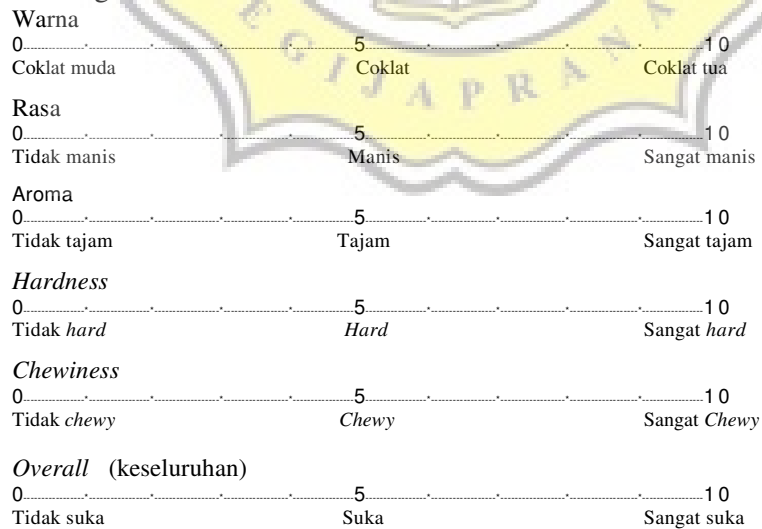 Warna
0 5 10
Coklat muda Coklat Coklat tua
Rasa
0 5 10
Tidak manis Manis Sangat manis
Aroma
0 5 10
Tidak tajam Tajam Sangat tajam
Hardness
0 5 10
Tidak hard Hard Sangat hard
Chewiness
0 5 10
Tidak chewy Chewy Sangat Chewy
Overall (keseluruhan)
0 5 10
Tidak suka Suka Sangat suka
EGIJAPRANA